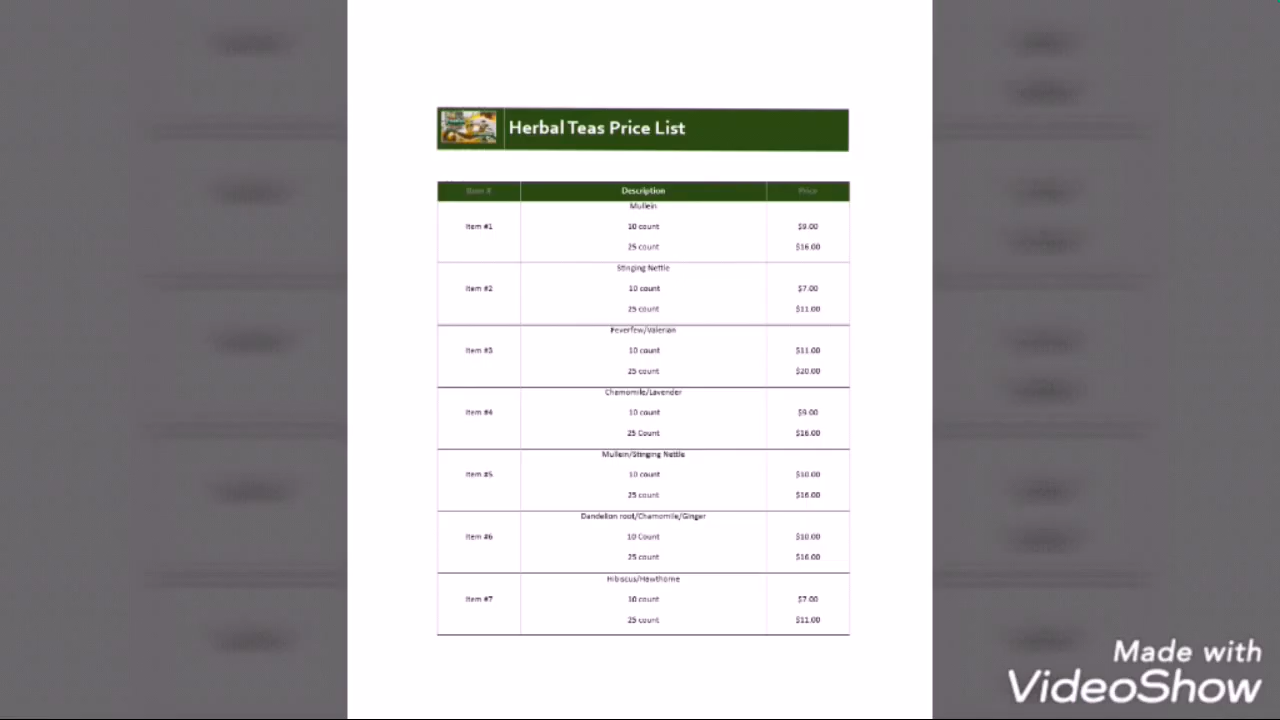 Herbal Teas Price List
Item # Description Price
Mullein
Item #1 10 count $9.00
25 count $16.00
Stinging Nettle
Item #2 10 count $7.00
25 count $11.00
Feverfew/Valerian
Item #3 10 count $11.00
25 count $20.00
Chamomile/Lavender
Item #4 10 count $9.00
25 Count $16.00
Mullein/Stinging Nettle
Item #5 10 count $10.00
25 count $16.00
Dandelion root/Chamomile/Ginger
Item #6 10 Count $10.00
25 count $16.00
Hibiscus/Hawthorne
Item #7 10 count $7.00
25 count $11.00
Made with
VideoShow